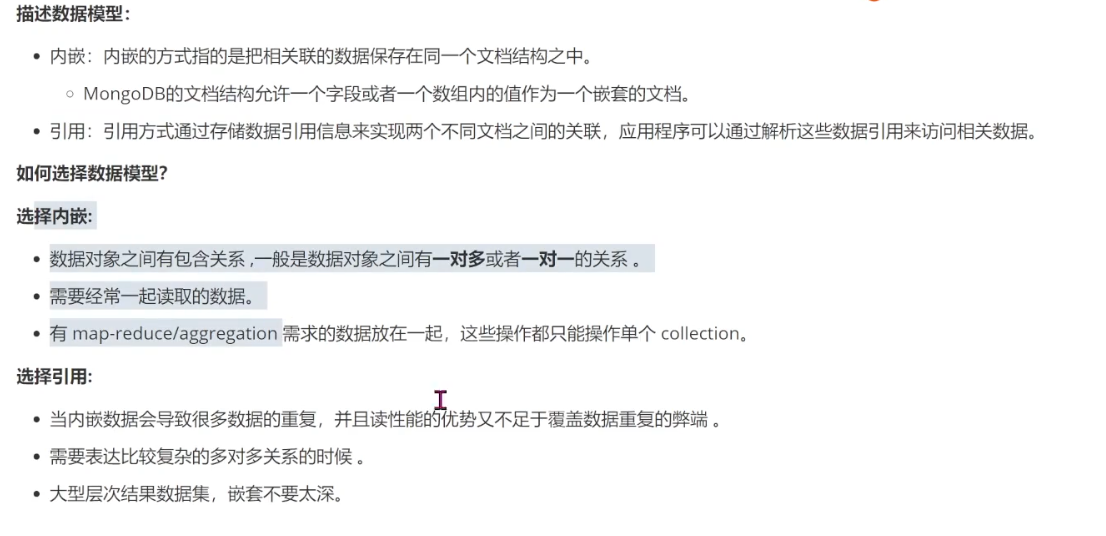 描述数据模型：
内嵌：内嵌的方式指的是把相关联的数据保存在同一个文档结构之中。
MongoDB的文档结构允许一个字段或者一个数组内的值作为一个嵌套的文档。
引用：引用方式通过存储数据引用信息来实现两个不同文档之间的关联，应用程序可以通过解析这些数据引用来访问相关数据。
如何选择数据模型？
选择内嵌:
数据对象之间有包含关系 ,一般是数据对象之间有一对多或者一对一的关系 。
需要经常一起读取的数据。
有 map-reduce/aggregation 需求的数据放在一起，这些操作都只能操作单个 collection。
选择引用:
当内嵌数据会导致很多数据的重复，并且读性能的优势又不足于覆盖数据重复的弊端 。
需要表达比较复杂的多对多关系的时候 。
大型层次结果数据集，嵌套不要太深。